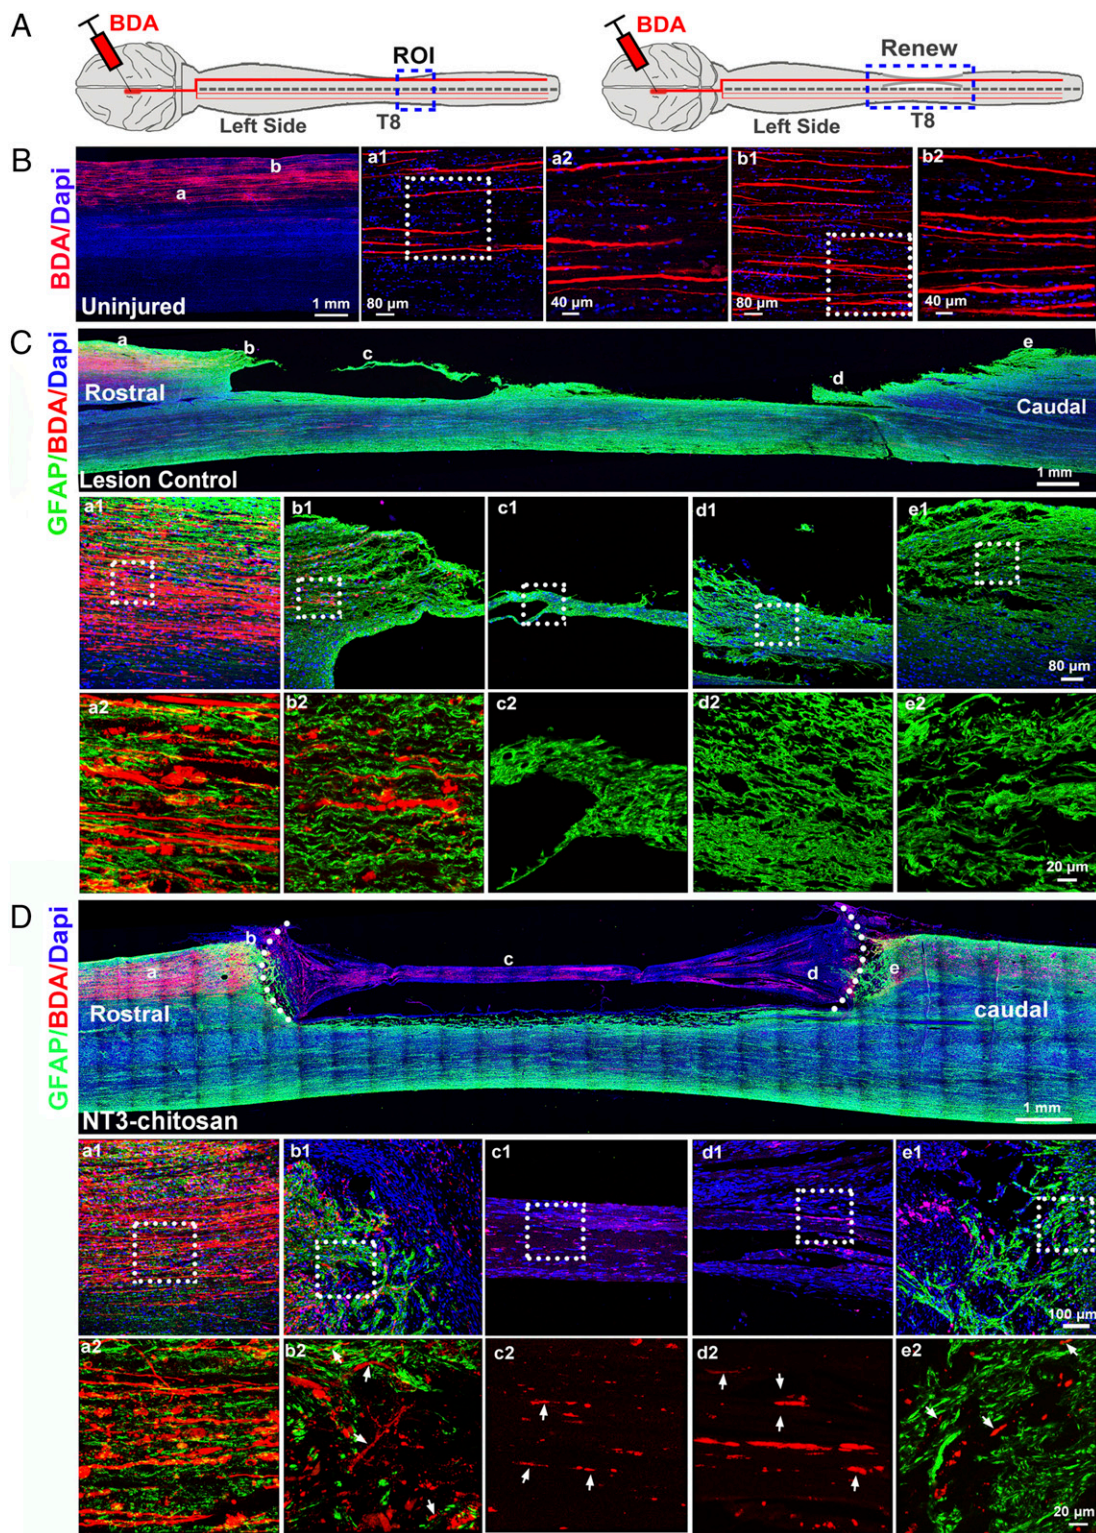 A
BDA
ROI
Left Side
T8
BDA
Renew
Left Side
T8
B
BDA/Dapi
a
b
Uninjured
1 mm
a1
80 µm
a2
40 µm
b1
80 µm
b2
40 µm
C
GFAP/BDA/Dapi
a
b
c
d
e
Rostral
Caudal
Lesion Control
1 mm
a1
b1
c1
d1
e1
80 µm
a2
b2
c2
d2
e2
20 µm
D
GFAP/BDA/Dapi
a
b
c
d
e
Rostral
caudal
NT3-chitosan
1 mm
a1
b1
c1
d1
e1
100 µm
a2
b2
c2
d2
e2
20 µm